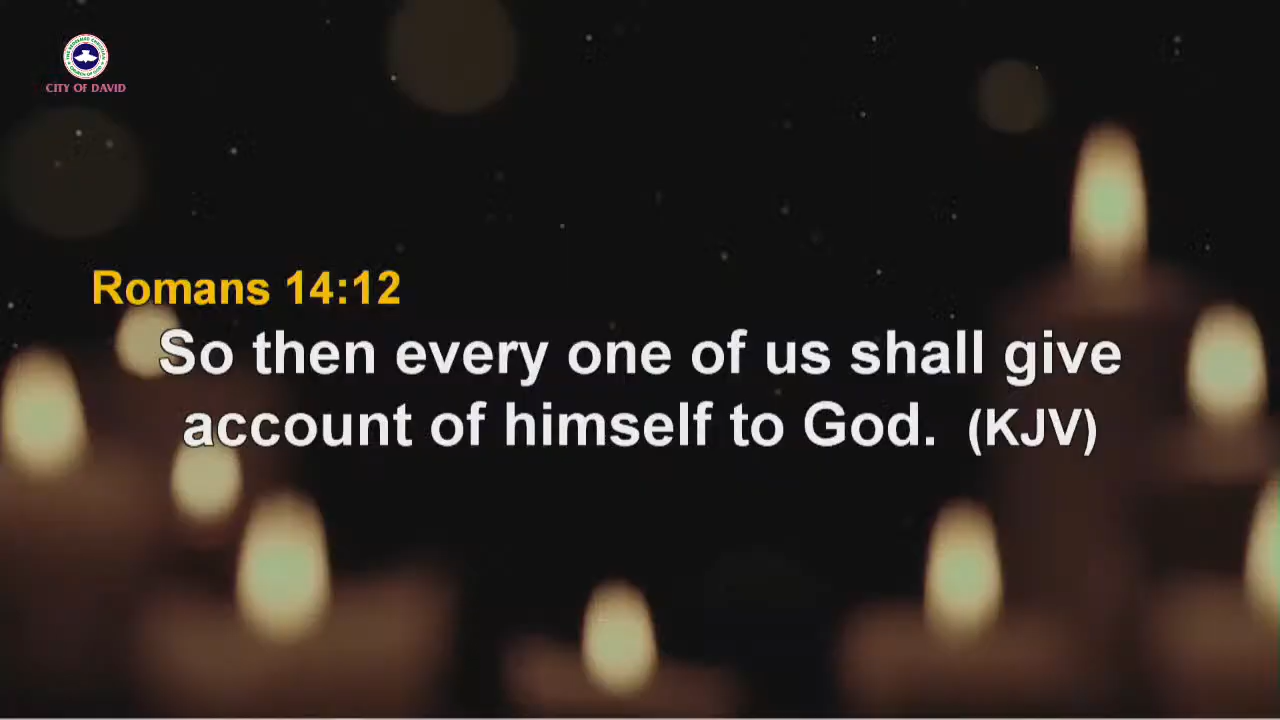 CITY OF DAVID
Romans 14:12
So then every one of us shall give
account of himself to God. (KJV)